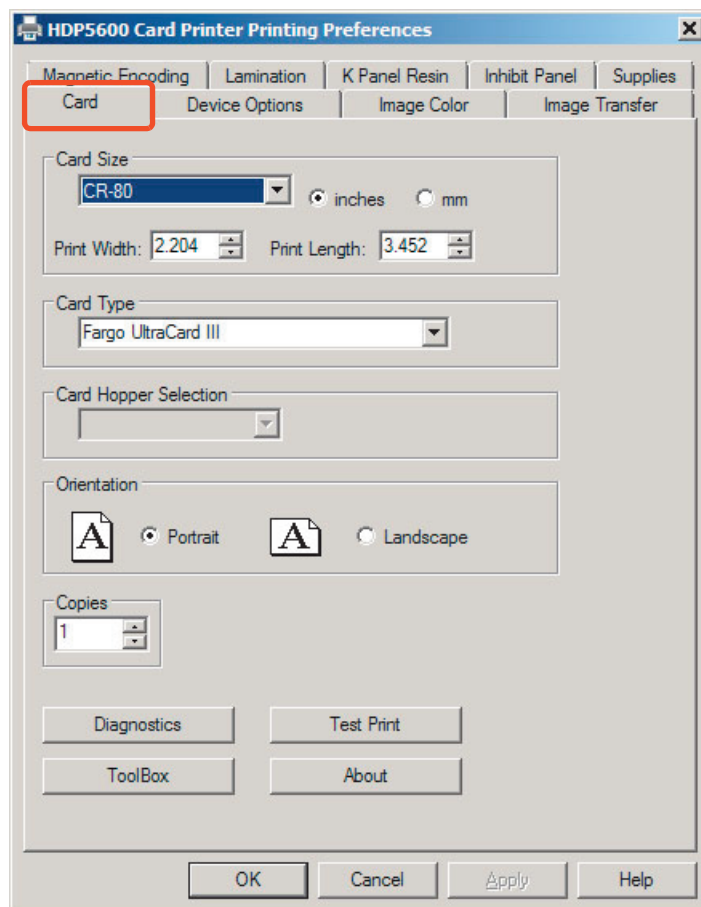 HDP5600 Card Printer Printing Preferences
Magnetic Encoding Lamination K Panel Resin Inhibit Panel Supplies
Card Device Options Image Color Image Transfer
Card Size
CR-80 inches mm
Print Width: 2.204 Print Length: 3.452
Card Type
Fargo UltraCard III
Card Hopper Selection
Orientation
A Portrait A Landscape
Copies
1
Diagnostics Test Print
ToolBox About
OK Cancel Apply Help